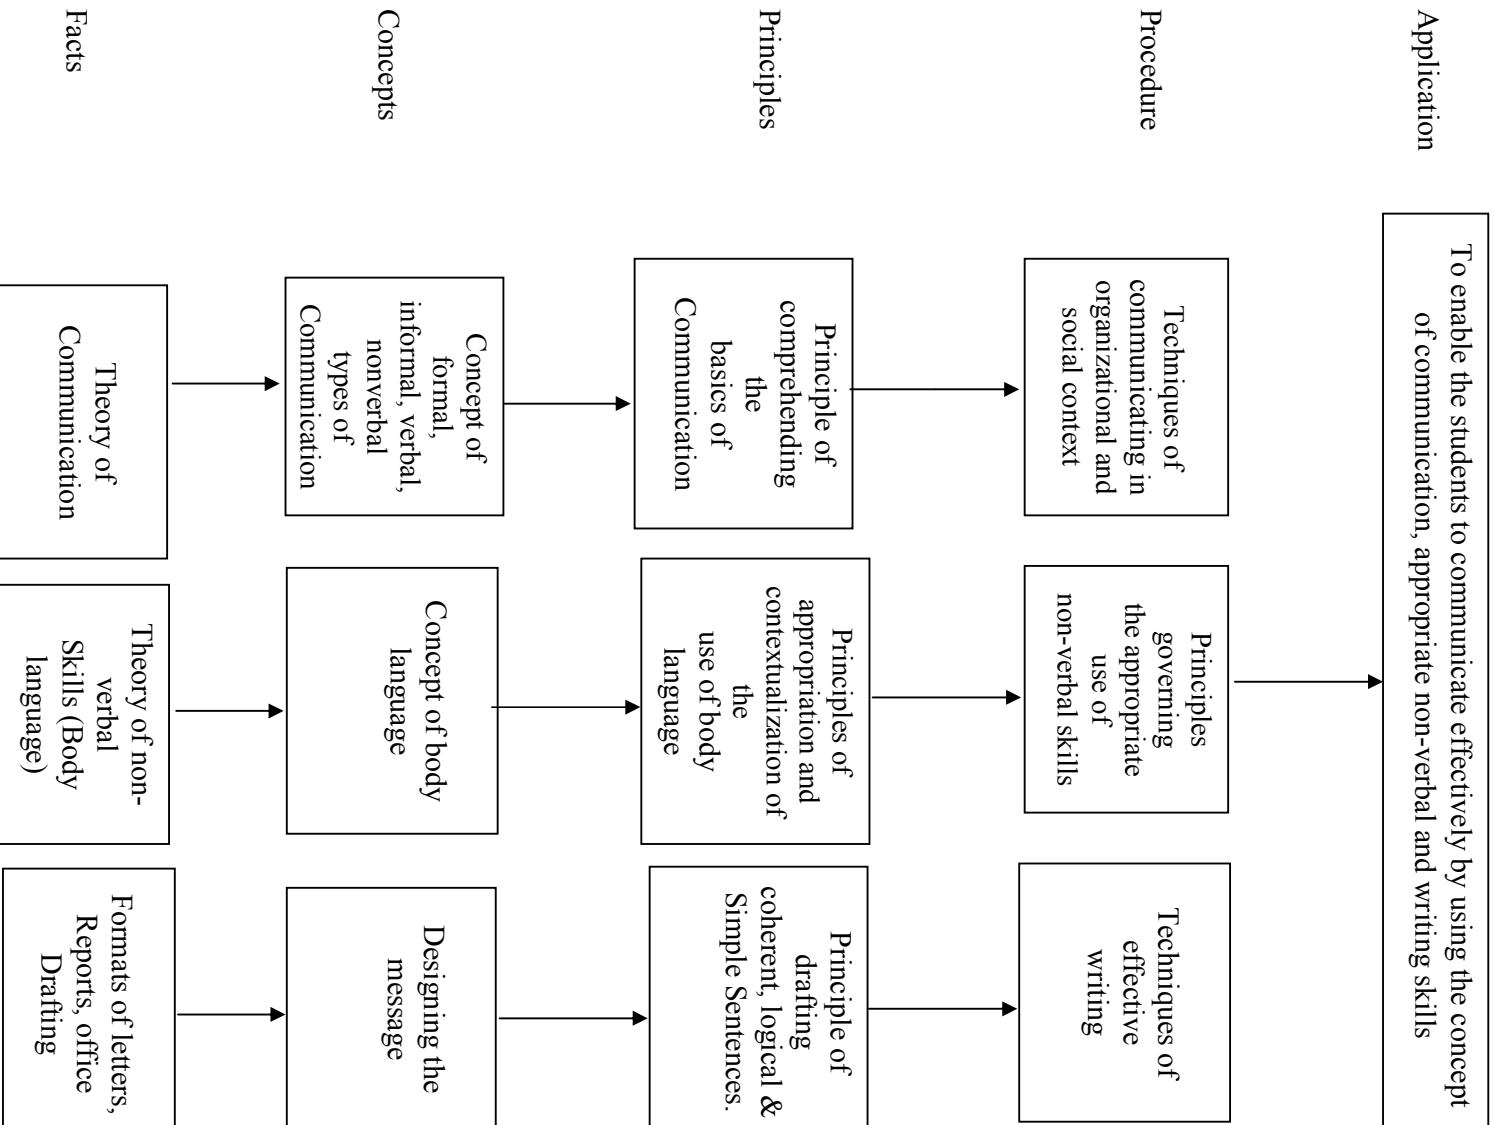 Application
To enable the students to communicate effectively by using the concept
of communication, appropriate non-verbal and writing skills
Procedure
Techniques of
communicating in
organizational and
social context
Principles
governing
the appropriate
use of
non-verbal skills
Techniques of
effective
writing
Principles
Principle of
comprehending
the
basics of
Communication
Principles of
appropriation and
contextualization of
the
use of body
language
Principle of
drafting
coherent, logical &
Simple Sentences.
Concepts
Concept of
formal,
informal, verbal,
nonverbal
types of
Communication
Concept of body
language
Designing the
message
Facts
Theory of
Communication
Theory of non-
verbal
Skills (Body
language)
Formats of letters,
Reports, office
Drafting